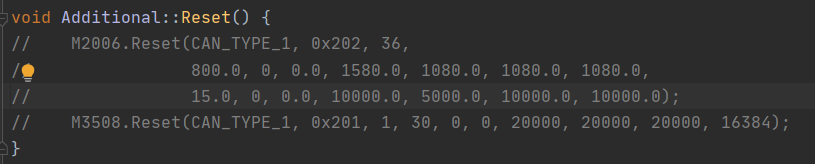 void Additional::Reset() {
// M2006.Reset(CAN_TYPE_1, 0x202, 36,
/ 800.0, 0, 0.0, 1580.0, 1080.0, 1080.0, 1080.0,
// 15.0, 0, 0.0, 10000.0, 5000.0, 10000.0, 10000.0);
// M3508.Reset(CAN_TYPE_1, 0x201, 1, 30, 0, 0, 20000, 20000, 20000, 16384);
}